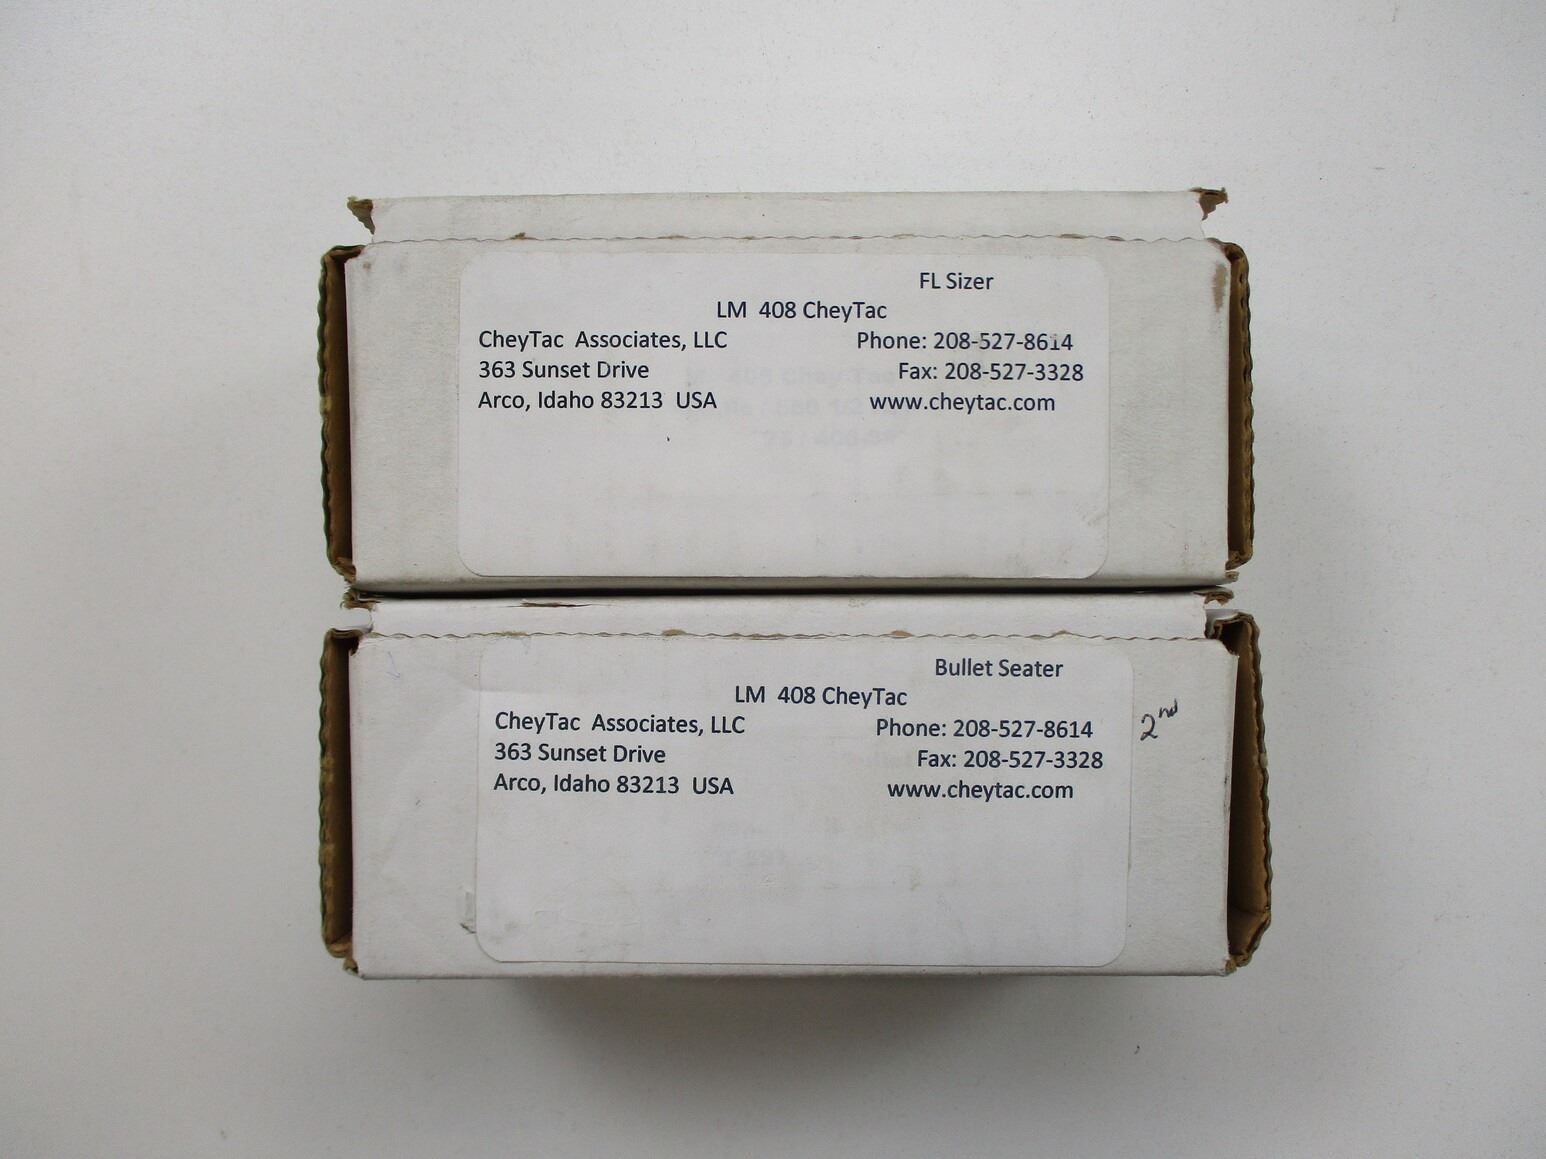 FL Sizer
LM 408 CheyTac
CheyTac Associates, LLC Phone: 208-527-8614
363 Sunset Drive Fax: 208-527-3328
Arco, Idaho 83213 USA www.cheytac.com
Bullet Seater
LM 408 CheyTac
CheyTac Associates, LLC Phone: 208-527-8614
363 Sunset Drive Fax: 208-527-3328
Arco, Idaho 83213 USA www.cheytac.com
2nd